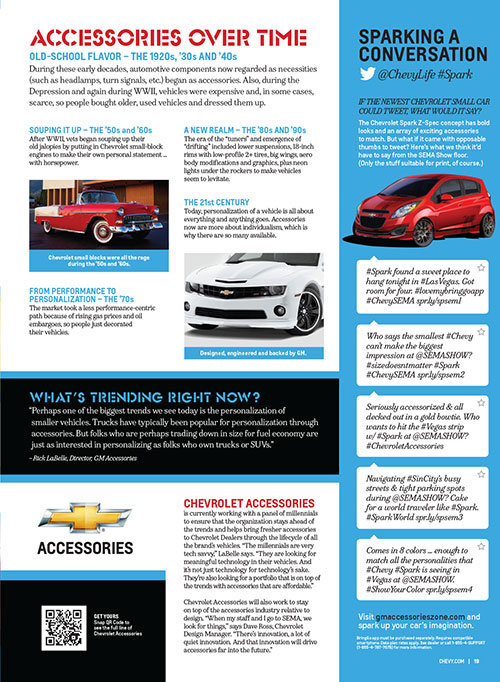 ACCESSORIES OVER TIME
OLD-SCHOOL FLAVOR – THE 1920s, '30s AND '40s
During these early decades, automotive components now regarded as necessities
(such as headlamps, turn signals, etc.) began as accessories. Also, during the
Depression and again during WWII, vehicles were expensive and, in some cases,
scarce, so people bought older, used vehicles and dressed them up.
SOUPING IT UP – THE '50s and '60s
After WWII, vets began souping up their
old jalopies by putting in Chevrolet small-block
engines to make their own personal statement ...
with horsepower.
Chevrolet small blocks were all the rage
during the '50s and '60s.
FROM PERFORMANCE TO
PERSONALIZATION – THE '70s
The market took a less performance-centric
path because of rising gas prices and oil
embargoes, so people just decorated
their vehicles.
A NEW REALM – THE '80s AND '90s
The era of the "tuners" and emergence of
"drifting" included lower suspensions, 18-inch
rims with low-profile 2+ tires, big wings, aero
body modifications and graphics, plus neon
lights under the rockers to make vehicles
seem to levitate.
THE 21st CENTURY
Today, personalization of a vehicle is all about
everything and anything goes. Accessories
now are more about individualism, which is
why there are so many available.
Designed, engineered and backed by GM.
WHAT'S TRENDING RIGHT NOW?
"Perhaps one of the biggest trends we see today is the personalization of
smaller vehicles. Trucks have typically been popular for personalization through
accessories. But folks who are perhaps trading down in size for fuel economy are
just as interested in personalizing as folks who own trucks or SUVs."
– Rick LaBelle, Director, GM Accessories
ACCESSORIES
GET YOURS
Snap QR Code to
see the full line of
Chevrolet Accessories
CHEVROLET ACCESSORIES
is currently working with a panel of millennials
to ensure that the organization stays ahead of
the trends and helps bring fresher accessories
to Chevrolet Dealers through the lifecycle of all
the brand's vehicles. "The millennials are very
tech savvy," LaBelle says. "They are looking for
meaningful technology in their vehicles. And
it's not just technology for technology's sake.
They're also looking for a portfolio that is on top of
the trends with accessories that are affordable."
Chevrolet Accessories will also work to stay
on top of the accessories industry relative to
design. "When my staff and I go to SEMA, we
look for things," says Dave Ross, Chevrolet
Design Manager. "There's innovation, a lot of
quiet innovation. And that innovation will drive
accessories far into the future."
SPARKING A
CONVERSATION
@ChevyLife #Spark
IF THE NEWEST CHEVROLET SMALL CAR
COULD TWEET, WHAT WOULD IT SAY?
The Chevrolet Spark Z-Spec concept has bold
looks and an array of exciting accessories
to match. But what if it came with opposable
thumbs to tweet? Here's what we think it'd
have to say from the SEMA Show floor.
(Only the stuff suitable for print, of course.)
#Spark found a sweet place to
hang tonight in #LasVegas. Got
room for four. #lovemybringgoapp
#ChevySEMA spr.ly/spsem1
Who says the smallest #Chevy
can't make the biggest
impression at @SEMASHOW?
#sizedoesntmatter #Spark
#ChevySEMA spr.ly/spsem2
Seriously accessorized & all
decked out in a gold bowtie. Who
wants to hit the #Vegas strip
w/ #Spark at @SEMASHOW?
#ChevroletAccessories
Navigating #SinCity's busy
streets & tight parking spots
during @SEMASHOW? Cake
for a world traveler like #Spark.
#SparkWorld spr.ly/spsem3
Comes in 8 colors ... enough to
match all the personalities that
#Chevy #Spark is seeing in
#Vegas at @SEMASHOW.
#ShowYourColor spr.ly/spsem4
Visit gmaccessorieszone.com and
spark up your car's imagination.
BringGo app must be purchased separately. Requires compatible
smartphone.
CHEVY.COM | 19